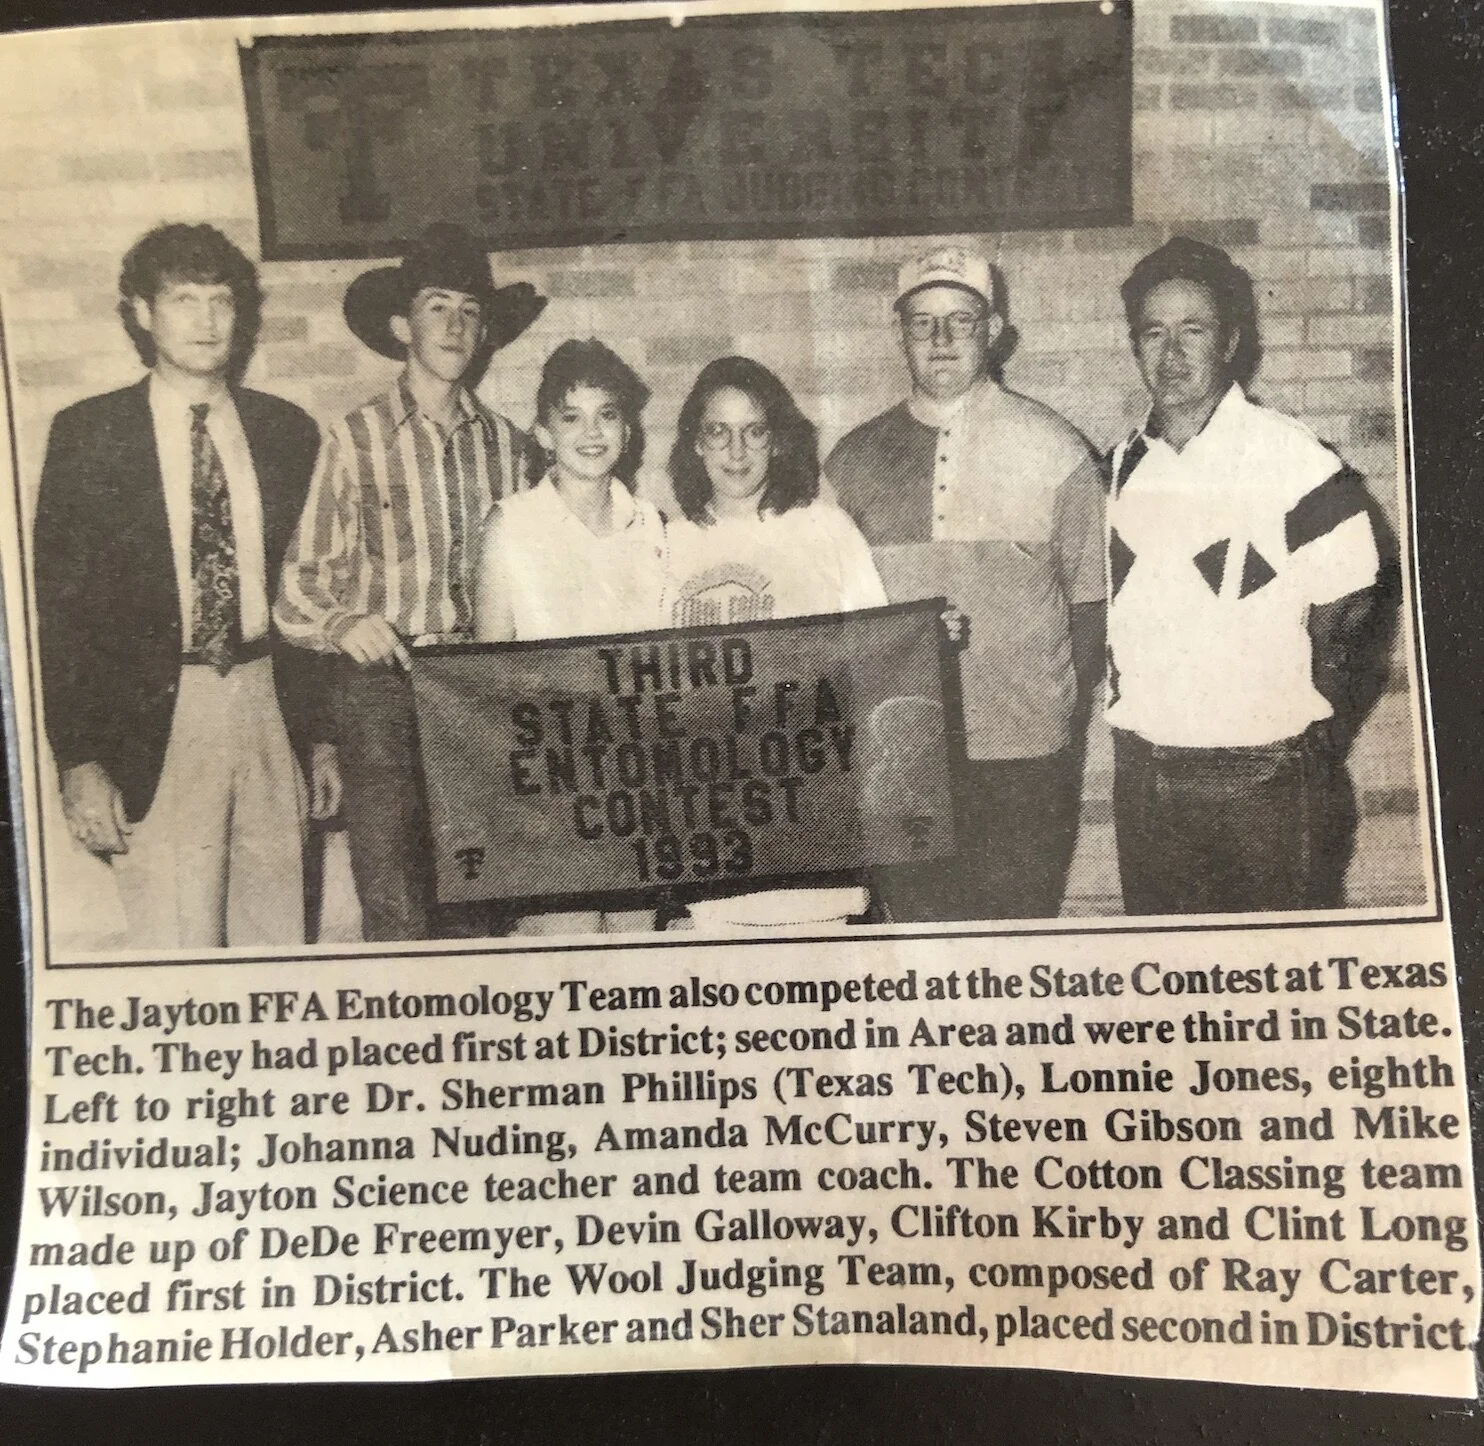 TEXAS TECH
UNIVERSITY
STATE FFA JUDGING CONTEST
THIRD
STATE FFA
ENTOMOLOGY
CONTEST
1993
The Jayton FFA Entomology Team also competed at the State Contest at Texas
Tech. They had placed first at District; second in Area and were third in State.
Left to right are Dr. Sherman Phillips (Texas Tech), Lonnie Jones, eighth
individual; Johanna Nuding, Amanda McCurry, Steven Gibson and Mike
Wilson, Jayton Science teacher and team coach. The Cotton Classing team
made up of DeDe Freemyer, Devin Galloway, Clifton Kirby and Clint Long
placed first in District. The Wool Judging Team, composed of Ray Carter,
Stephanie Holder, Asher Parker and Sher Stanaland, placed second in District.